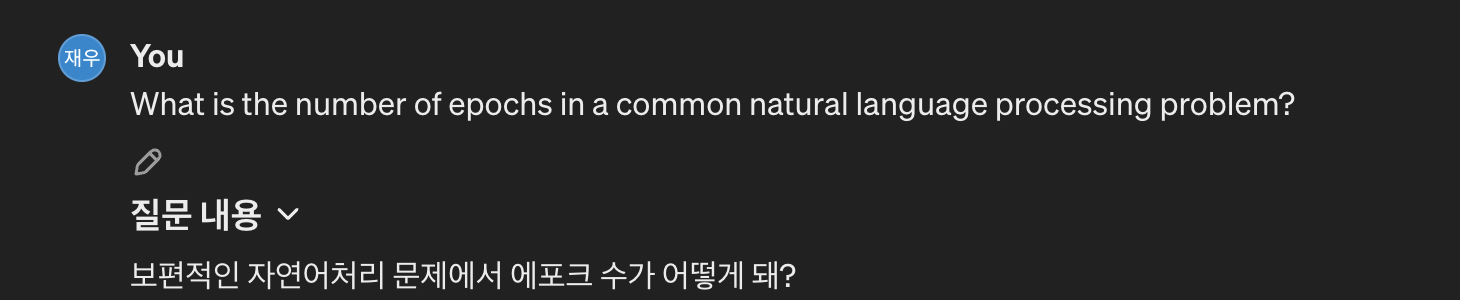 재우 You
What is the number of epochs in a common natural language processing problem?
질문 내용
보편적인 자연어처리 문제에서 에포크 수가 어떻게 돼?